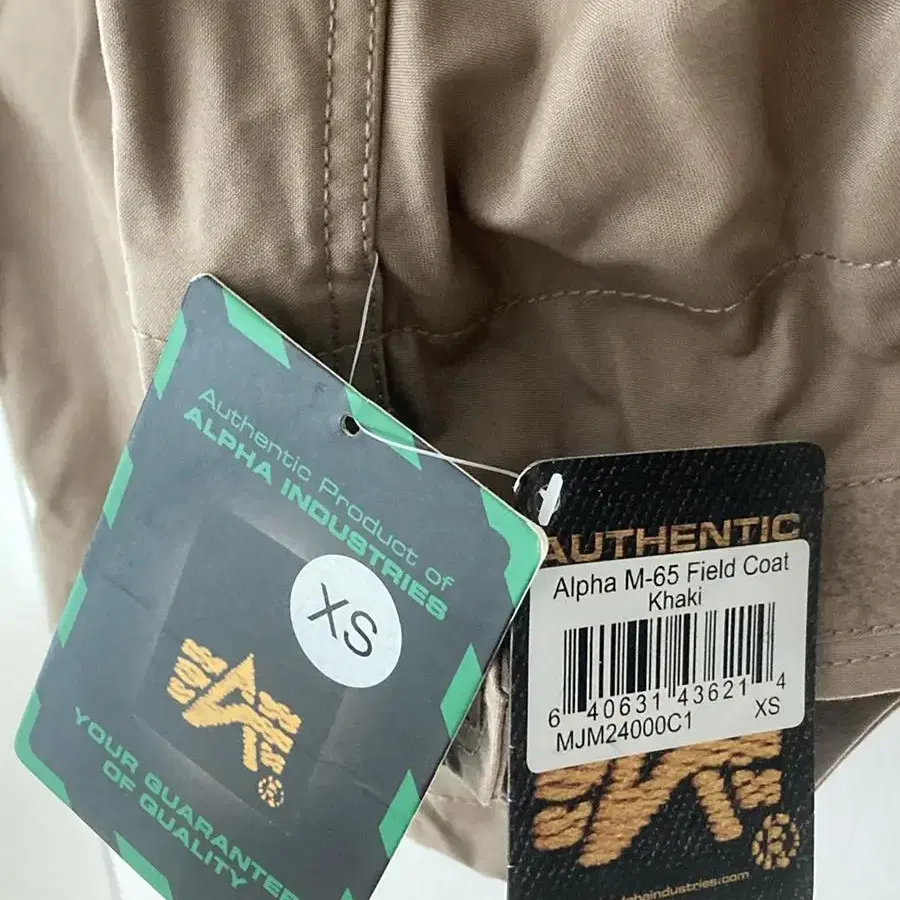 Authentic Product of
ALPHA INDUSTRIES
XS
YOUR GUARANTEE
OF QUALITY
AUTHENTIC
Alpha M-65 Field Coat
Khaki
6 40631 43621 4
MJM24000C1 XS